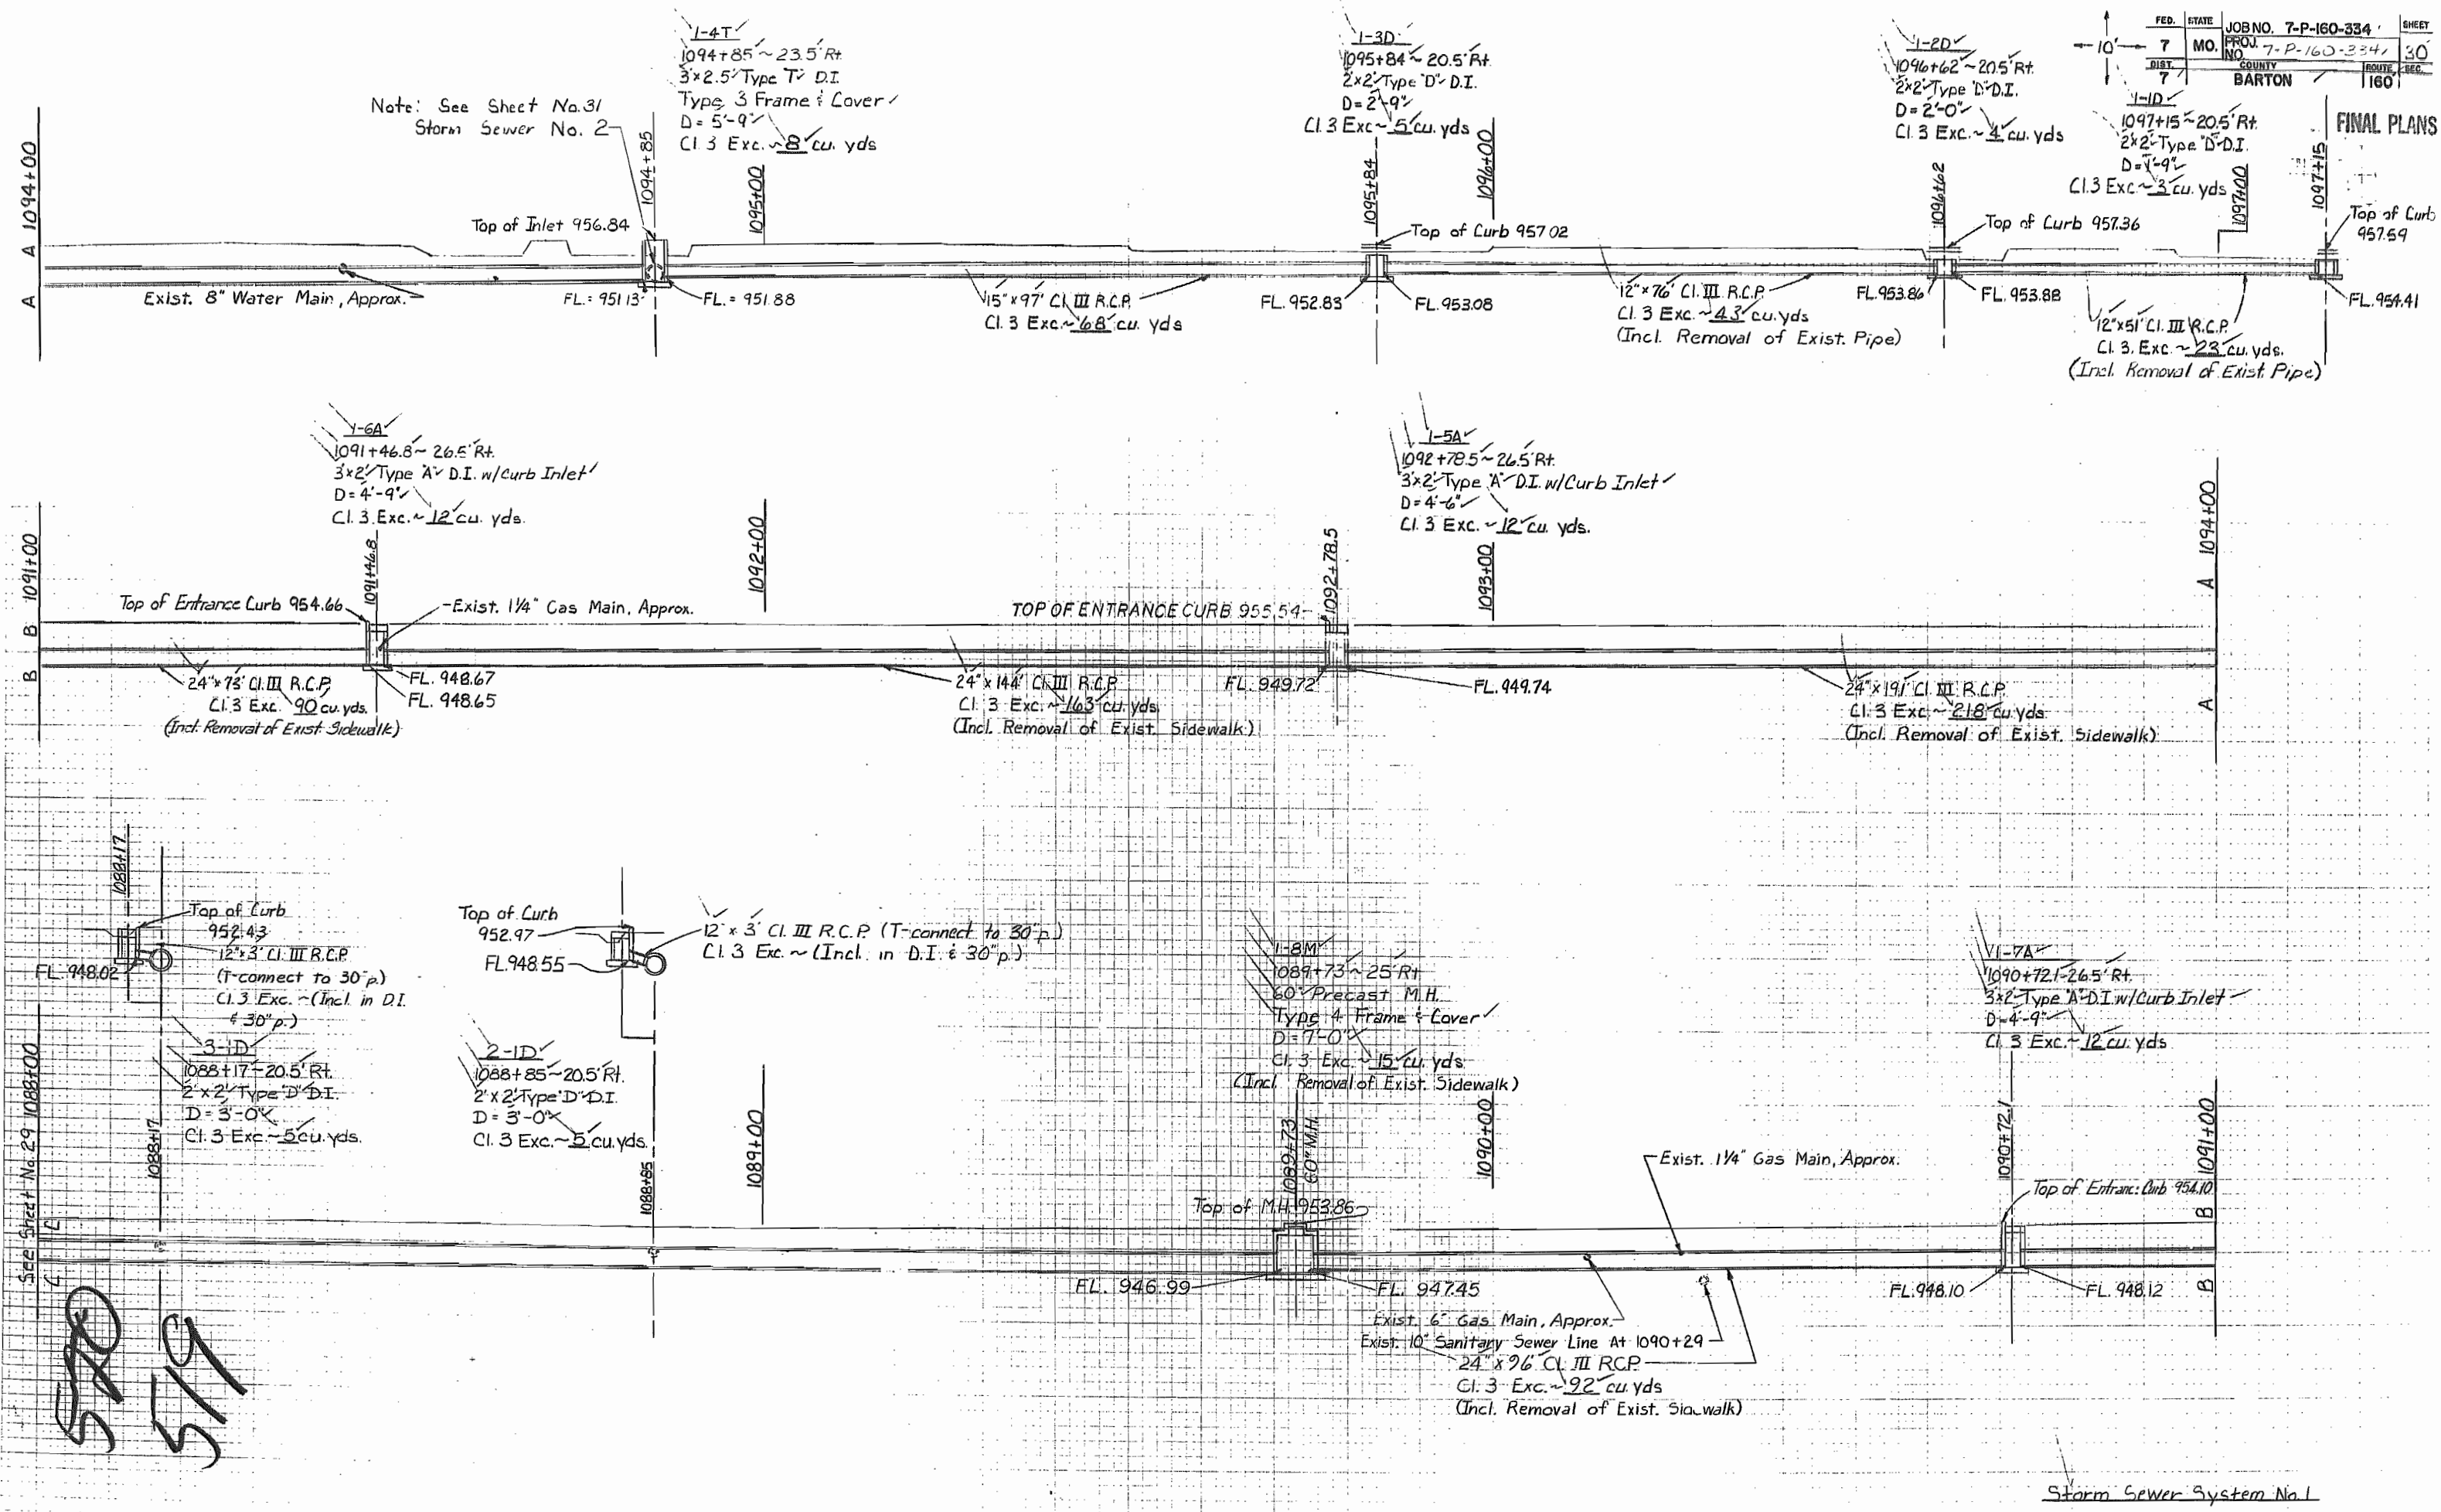 FED. STATE JOB NO. 7-P-160-334 SHEET
7 MO. PROJ. NO. 7-P-160-334 30
DIST. COUNTY ROUTE SEC.
7 BARTON 160
10'
FINAL PLANS
1-4T
1094+85 ~ 23.5' Rt.
3'x2.5' Type "T" D.I.
Type 3 Frame & Cover
D = 5'-9"
Cl. 3 Exc. ~ 8 cu. yds
Note: See Sheet No. 31
Storm Sewer No. 2
1-3D
1095+84 ~ 20.5' Rt.
2'x2' Type "D" D.I.
D = 2'-9"
Cl. 3 Exc ~ 5 cu. yds
1-2D
1096+62 ~ 20.5' Rt.
2'x2' Type "D" D.I.
D = 2'-0"
Cl. 3 Exc. ~ 4 cu. yds
1-1D
1097+15 ~ 20.5' Rt.
2'x2' Type "D" D.I.
D = 1'-9"
Cl. 3 Exc ~ 3 cu. yds
A A 1094+00
1094+85
1095+00
1095+84
1096+00
1096+62
1097+00
1097+15
Top of Inlet 956.84
Top of Curb 957.02
Top of Curb 957.36
Top of Curb
957.59
Exist. 8" Water Main, Approx.
FL. = 951.13
FL. = 951.88
15" x 97' Cl. III R.C.P.
Cl. 3 Exc. ~ 68 cu. yds
FL. 952.83
FL. 953.08
12" x 76' Cl. III R.C.P.
Cl. 3 Exc. ~ 43 cu. yds
(Incl. Removal of Exist. Pipe)
FL. 953.86
FL. 953.88
12" x 51' Cl. III R.C.P.
Cl. 3. Exc. ~ 23 cu. yds.
(Incl. Removal of Exist. Pipe)
FL. 954.41
1-6A
1091+46.8 ~ 26.5' Rt.
3'x2' Type "A" D.I. w/Curb Inlet
D = 4'-9"
Cl. 3. Exc. ~ 12 cu. yds.
1-5A
1092+78.5 ~ 26.5' Rt.
3'x2' Type "A" D.I. w/Curb Inlet
D = 4'-6"
Cl. 3 Exc. ~ 12 cu. yds.
B B 1091+00
1091+46.8
1092+00
1092+78.5
1093+00
A A 1094+00
Top of Entrance Curb 954.66
Exist. 1¼" Gas Main, Approx.
TOP OF ENTRANCE CURB 955.54
24" x 73' Cl. III R.C.P.
Cl. 3 Exc. 90 cu. yds.
(Incl. Removal of Exist. Sidewalk)
FL. 948.67
FL. 948.65
24" x 144' Cl. III R.C.P.
Cl. 3 Exc. ~ 163 cu. yds.
(Incl. Removal of Exist. Sidewalk)
FL. 949.72
FL. 949.74
24" x 191' Cl. III R.C.P.
Cl. 3 Exc. ~ 218 cu. yds.
(Incl. Removal of Exist. Sidewalk)
1088+17
Top of Curb
952.43
12" x 3' Cl. III R.C.P.
(T-connect to 30" p.)
Cl. 3 Exc. ~ (Incl. in D.I.
& 30" p.)
FL. 948.02
3-1D
1088+17 ~ 20.5' Rt.
2' x 2' Type "D" D.I.
D = 3'-0"
Cl. 3 Exc. ~ 5 cu. yds.
Top of Curb
952.97
FL. 948.55
12" x 3' Cl. III R.C.P. (T-connect to 30" p.)
Cl. 3 Exc. ~ (Incl. in D.I. & 30" p.)
2-1D
1088+85 ~ 20.5' Rt.
2' x 2' Type "D" D.I.
D = 3'-0"
Cl. 3 Exc. ~ 5 cu. yds.
1-8M
1089+73 ~ 25' Rt.
60" Precast M.H.
Type 4 Frame & Cover
D = 7'-0"
Cl. 3 Exc. ~ 15 cu. yds
(Incl. Removal of Exist. Sidewalk)
1-7A
1090+72.1 ~ 26.5' Rt.
3'x2' Type "A" D.I. w/Curb Inlet
D = 4'-9"
Cl. 3 Exc. ~ 12 cu. yds
See Sheet No. 29 1088+00
C C
1088+17
1088+85
1089+00
1089+73
60" M.H.
1090+00
1090+72.1
B B 1091+00
Top of M.H. 953.86
Exist. 1¼" Gas Main, Approx.
Top of Entrance Curb 954.10
FL. 946.99
FL. 947.45
FL. 948.10
FL. 948.12
Exist. 6" Gas Main, Approx.
Exist. 10" Sanitary Sewer Line At 1090+29
24" x 96' Cl. III RCP.
Cl. 3 Exc. ~ 92 cu. yds
(Incl. Removal of Exist. Sidewalk)
519
Storm Sewer System No. 1